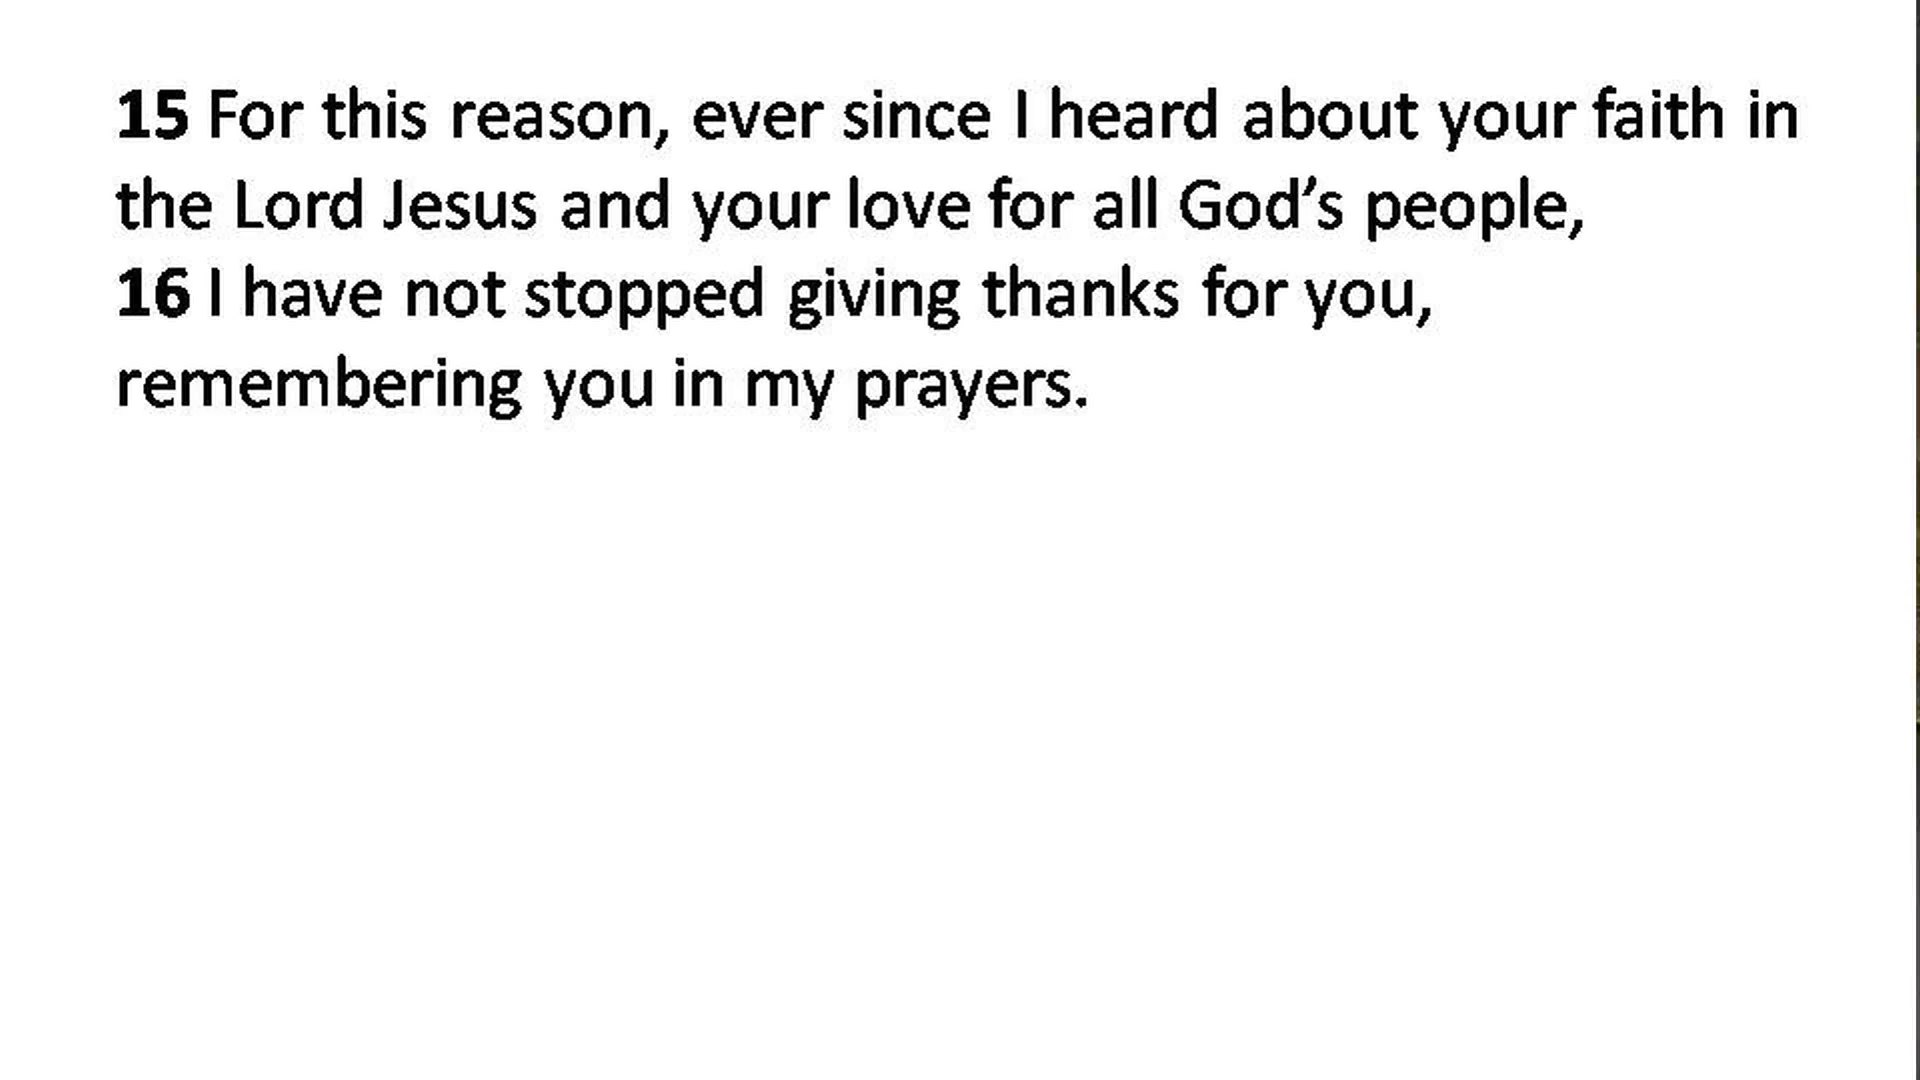 15 For this reason, ever since I heard about your faith in
the Lord Jesus and your love for all God’s people,
16 I have not stopped giving thanks for you,
remembering you in my prayers.